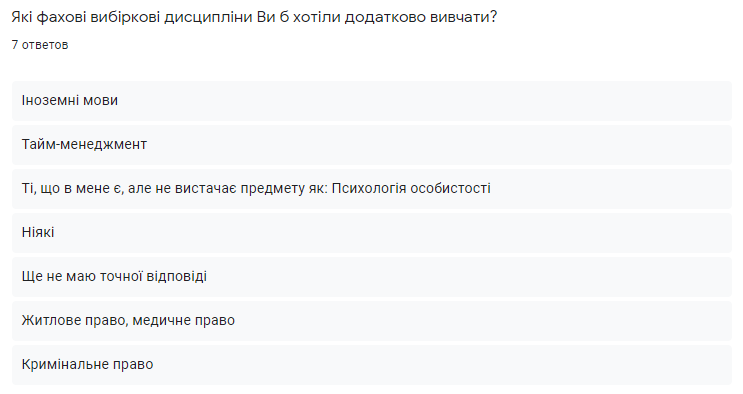 Які фахові вибіркові дисципліни Ви б хотіли додатково вивчати?
7 ответов
Іноземні мови
Тайм-менеджмент
Ті, що в мене є, але не вистачає предмету як: Психологія особистості
Ніякі
Ще не маю точної відповіді
Житлове право, медичне право
Кримінальне право